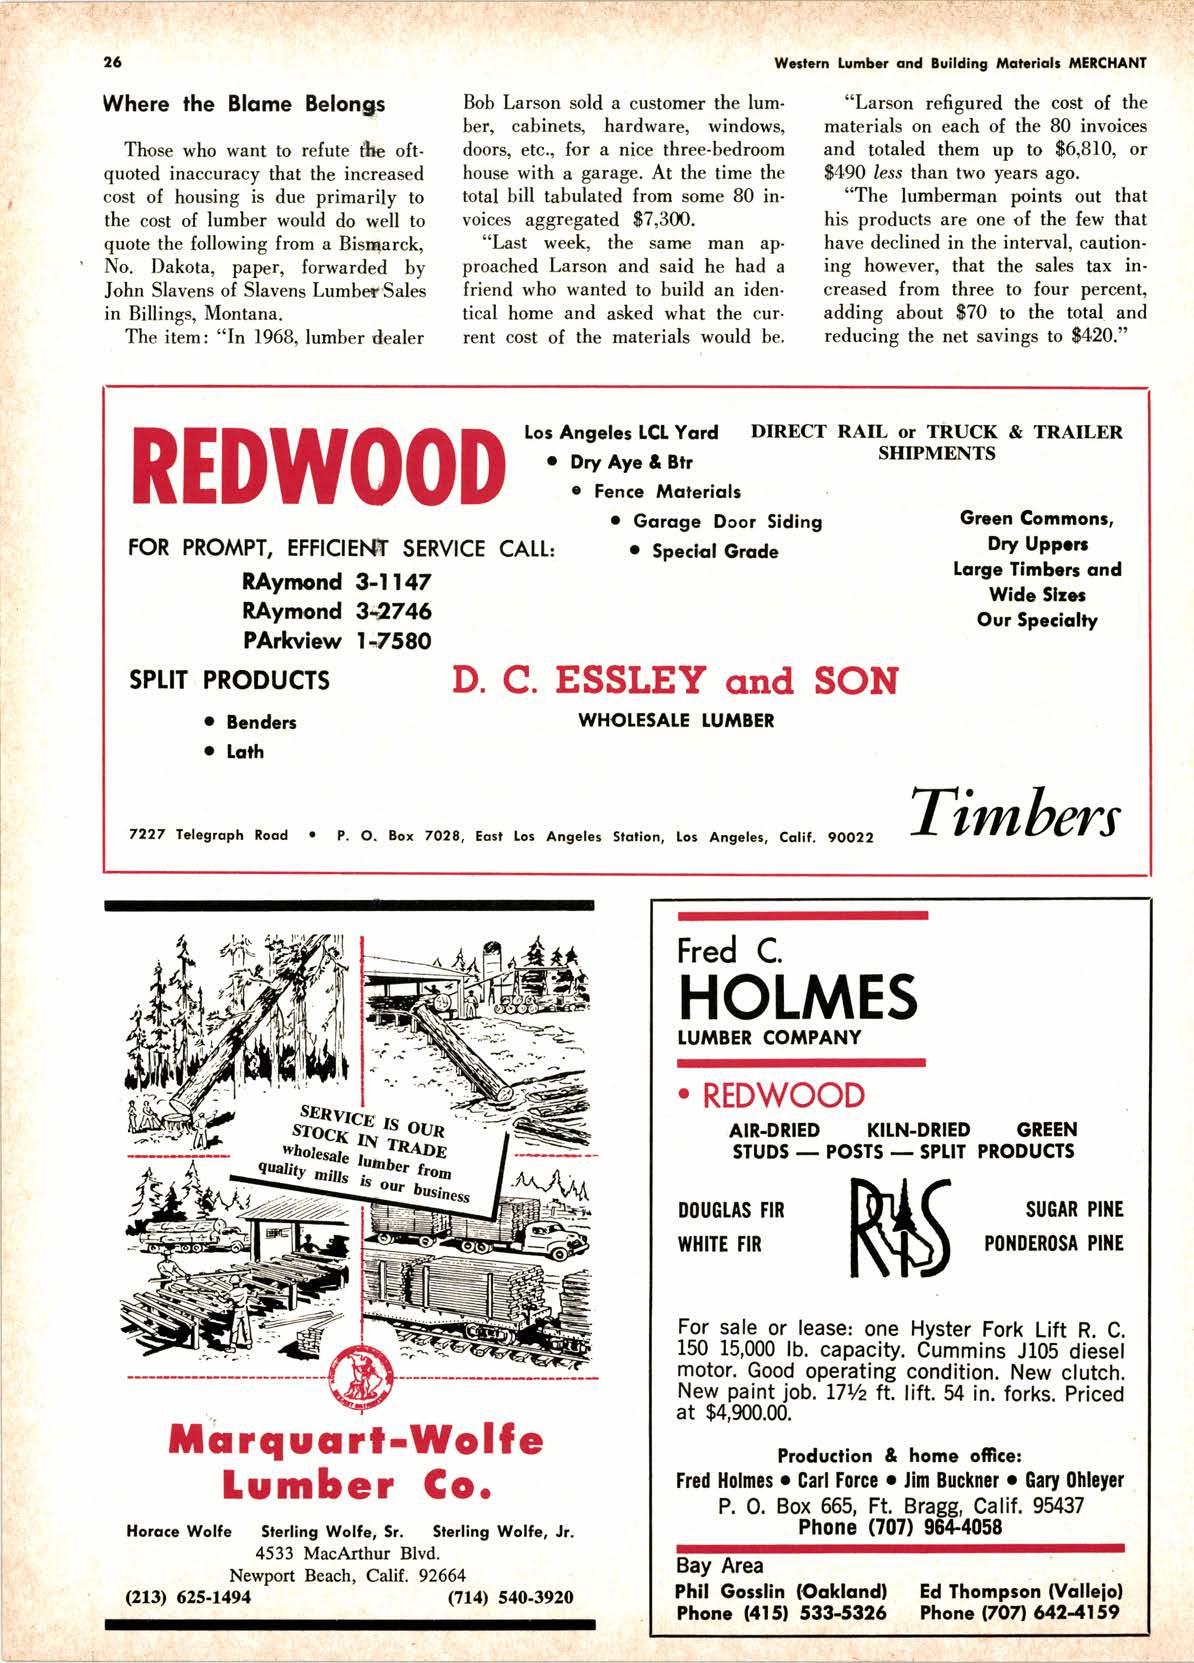 26
Western Lumber and Building Materials MERCHANT
Where the Blame Belongs
Those who want to refute the oft-
quoted inaccuracy that the increased
cost of housing is due primarily to
the cost of lumber would do well to
quote the following from a Bismarck,
No. Dakota, paper, forwarded by
John Slavens of Slavens Lumber Sales
in Billings, Montana.
The item: "In 1968, lumber dealer
Bob Larson sold a customer the lum-
ber, cabinets, hardware, windows,
doors, etc., for a nice three-bedroom
house with a garage. At the time the
total bill tabulated from some 80 in-
voices aggregated $7,300.
"Last week, the same man ap-
proached Larson and said he had a
friend who wanted to build an iden-
tical home and asked what the cur-
rent cost of the materials would be.
"Larson refigured the cost of the
materials on each of the 80 invoices
and totaled them up to $6,810, or
$490 less than two years ago.
"The lumberman points out that
his products are one of the few that
have declined in the interval, caution-
ing however, that the sales tax in-
creased from three to four percent,
adding about $70 to the total and
reducing the net savings to $420."
REDWOOD
FOR PROMPT, EFFICIENT SERVICE CALL:
RAymond 3-1147
RAymond 3-2746
PArkview 1-7580
Los Angeles LCL Yard
• Dry Aye & Btr
• Fence Materials
• Garage Door Siding
• Special Grade
DIRECT RAIL or TRUCK & TRAILER
SHIPMENTS
Green Commons,
Dry Uppers
Large Timbers and
Wide Sizes
Our Specialty
SPLIT PRODUCTS
• Benders
• Lath
D. C. ESSLEY and SON
WHOLESALE LUMBER
Timbers
7227 Telegraph Road • P. O. Box 7028, East Los Angeles Station, Los Angeles, Calif. 90022
SERVICE IS OUR
STOCK IN TRADE
wholesale lumber from
quality mills is our business
Marquart-Wolfe
Lumber Co.
Horace Wolfe Sterling Wolfe, Sr. Sterling Wolfe, Jr.
4533 MacArthur Blvd.
Newport Beach, Calif. 92664
(213) 625-1494 (714) 540-3920
Fred C.
HOLMES
LUMBER COMPANY
• REDWOOD
AIR-DRIED KILN-DRIED GREEN
STUDS — POSTS — SPLIT PRODUCTS
DOUGLAS FIR SUGAR PINE
WHITE FIR PONDEROSA PINE
For sale or lease: one Hyster Fork Lift R. C.
150 15,000 lb. capacity. Cummins J105 diesel
motor. Good operating condition. New clutch.
New paint job. 17½ ft. lift. 54 in. forks. Priced
at $4,900.00.
Production & home office:
Fred Holmes • Carl Force • Jim Buckner • Gary Ohleyer
P. O. Box 665, Ft. Bragg, Calif. 95437
Phone (707) 964-4058
Bay Area
Phil Gosslin (Oakland) Ed Thompson (Vallejo)
Phone (415) 533-5326 Phone (707) 642-4159